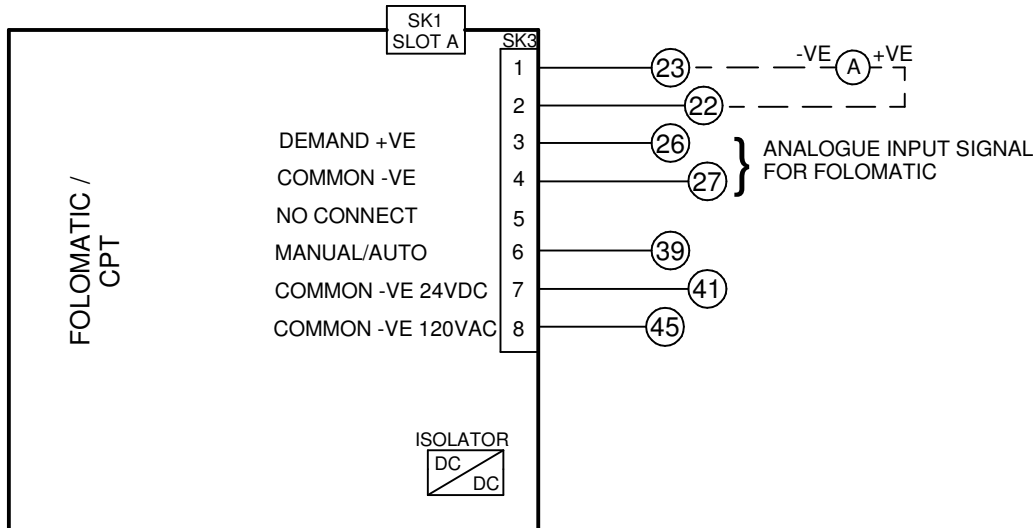 SK1
SLOT A
SK3
1
23
-VE
A
+VE
2
22
DEMAND +VE
3
26
ANALOGUE INPUT SIGNAL
FOR FOLOMATIC
COMMON -VE
4
27
NO CONNECT
5
MANUAL/AUTO
6
39
COMMON -VE 24VDC
7
41
COMMON -VE 120VAC
8
45
FOLOMATIC /
CPT
ISOLATOR
DC
DC